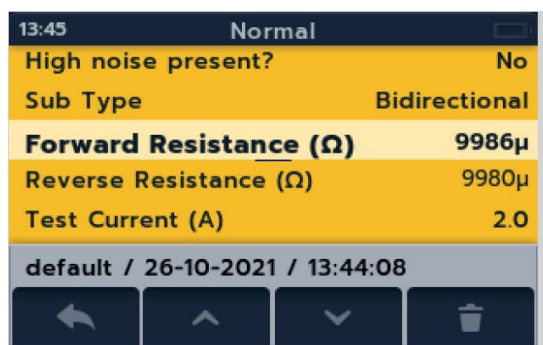 13:45 Normal
High noise present? No
Sub Type Bidirectional
Forward Resistance (Ω) 9986µ
Reverse Resistance (Ω) 9980µ
Test Current (A) 2.0
default / 26-10-2021 / 13:44:08